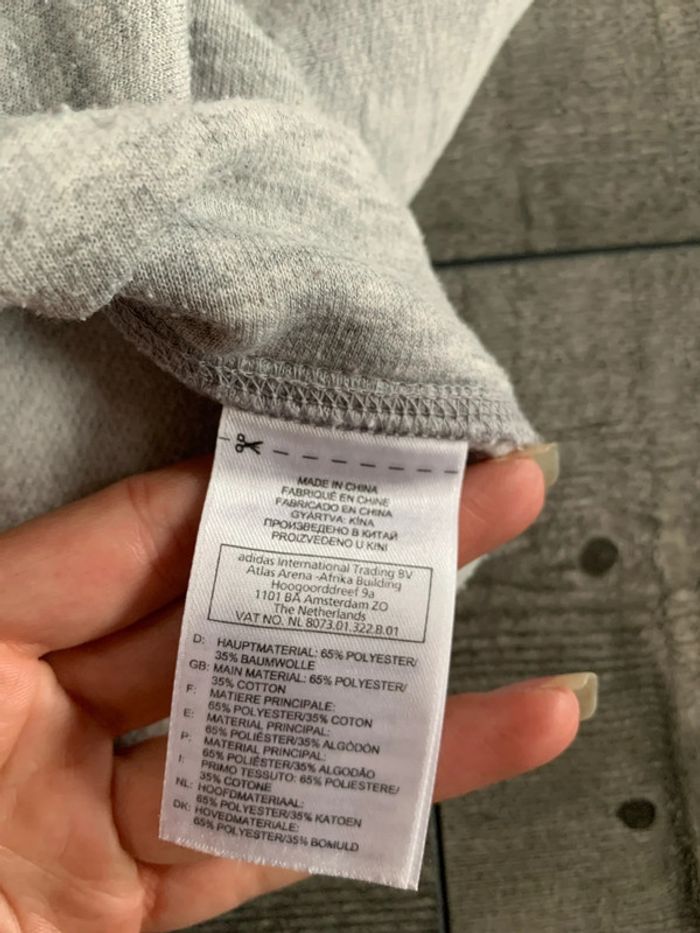 MADE IN CHINA
FABRIQUÉ EN CHINE
FABRICADO EN CHINA
GYÁRTVA: KÍNA
ПРОИЗВЕДЕНО В КИТАЙ
PROIZVEDENO U KINI
adidas International Trading BV
Atlas Arena -Afrika Building
Hoogoorddreef 9a
1101 BA Amsterdam ZO
The Netherlands
VAT NO. NL 8073.01.322.B.01
D: HAUPTMATERIAL: 65% POLYESTER/
35% BAUMWOLLE
GB: MAIN MATERIAL: 65% POLYESTER/
35% COTTON
F: MATIERE PRINCIPALE:
65% POLYESTER/35% COTON
E: MATERIAL PRINCIPAL:
65% POLIÉSTER/35% ALGODÓN
P: MATERIAL PRINCIPAL:
65% POLIÉSTER/35% ALGODÃO
I: PRIMO TESSUTO: 65% POLIESTERE/
35% COTONE
NL: HOOFDMATERIAAL:
65% POLYESTER/35% KATOEN
DK: HOVEDMATERIALE:
65% POLYESTER/35% BOMULD